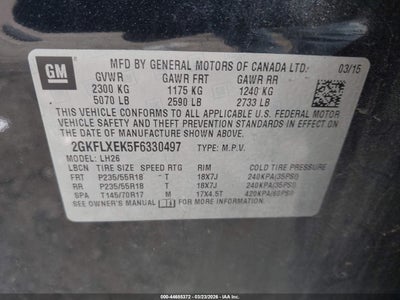 GM
MFD BY GENERAL MOTORS OF CANADA LTD. 03/15
GVWR GAWR FRT GAWR RR
2300 KG 1175 KG 1240 KG
5070 LB 2590 LB 2733 LB
THIS VEHICLE CONFORMS TO ALL APPLICABLE U.S. FEDERAL MOTOR
VEHICLE SAFETY, BUMPER, AND THEFT PREVENTION STANDARDS
IN EFFECT ON THE DATE OF MANUFACTURE SHOWN ABOVE.
2GKFLXEK5F6330497 TYPE: M.P.V.
MODEL: LH26
LBCN TIRE SIZE SPEED RTG RIM COLD TIRE PRESSURE
FRT P235/55R18 T 18X7J 240KPA(35PSI)
RR P235/55R18 T 18X7J 240KPA(35PSI)
SPA T145/70R17 M 17X4.5T 420KPA(60PSI)
SEE OWNER'S MANUAL FOR ADDITIONAL INFORMATION
(ON: 44655372 - 03/23/2026 - IAA Inc.